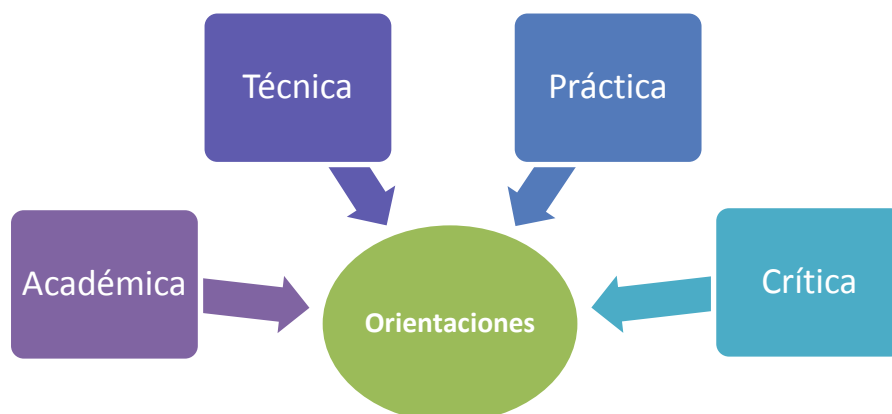 Técnica
Práctica
Académica
Crítica
Orientaciones